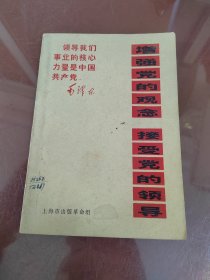 领导我们
事业的核心
力量是中国
共产党。
毛泽东
增强党的观念
接受党的领导
上海市出版革命组